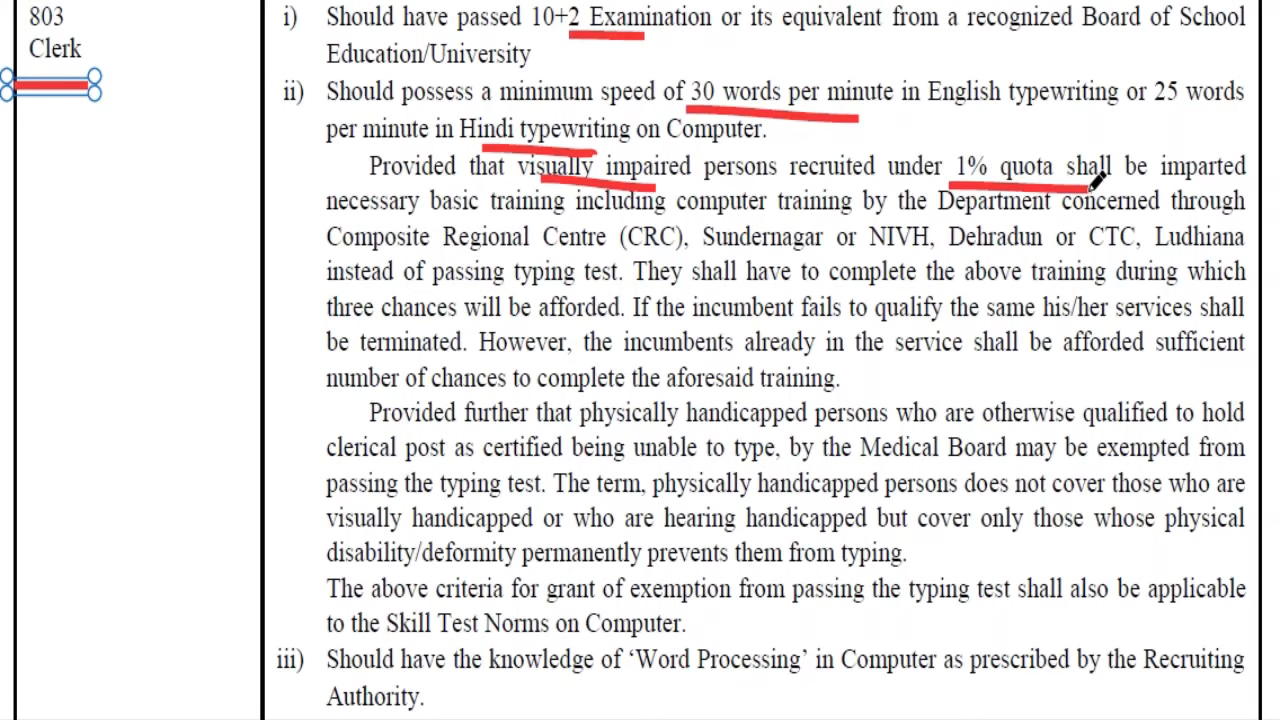 803
Clerk
i) Should have passed 10+2 Examination or its equivalent from a recognized Board of School
Education/University
ii) Should possess a minimum speed of 30 words per minute in English typewriting or 25 words
per minute in Hindi typewriting on Computer.
Provided that visually impaired persons recruited under 1% quota shall be imparted
necessary basic training including computer training by the Department concerned through
Composite Regional Centre (CRC), Sundernagar or NIVH, Dehradun or CTC, Ludhiana
instead of passing typing test. They shall have to complete the above training during which
three chances will be afforded. If the incumbent fails to qualify the same his/her services shall
be terminated. However, the incumbents already in the service shall be afforded sufficient
number of chances to complete the aforesaid training.
Provided further that physically handicapped persons who are otherwise qualified to hold
clerical post as certified being unable to type, by the Medical Board may be exempted from
passing the typing test. The term, physically handicapped persons does not cover those who are
visually handicapped or who are hearing handicapped but cover only those whose physical
disability/deformity permanently prevents them from typing.
The above criteria for grant of exemption from passing the typing test shall also be applicable
to the Skill Test Norms on Computer.
iii) Should have the knowledge of ‘Word Processing’ in Computer as prescribed by the Recruiting
Authority.